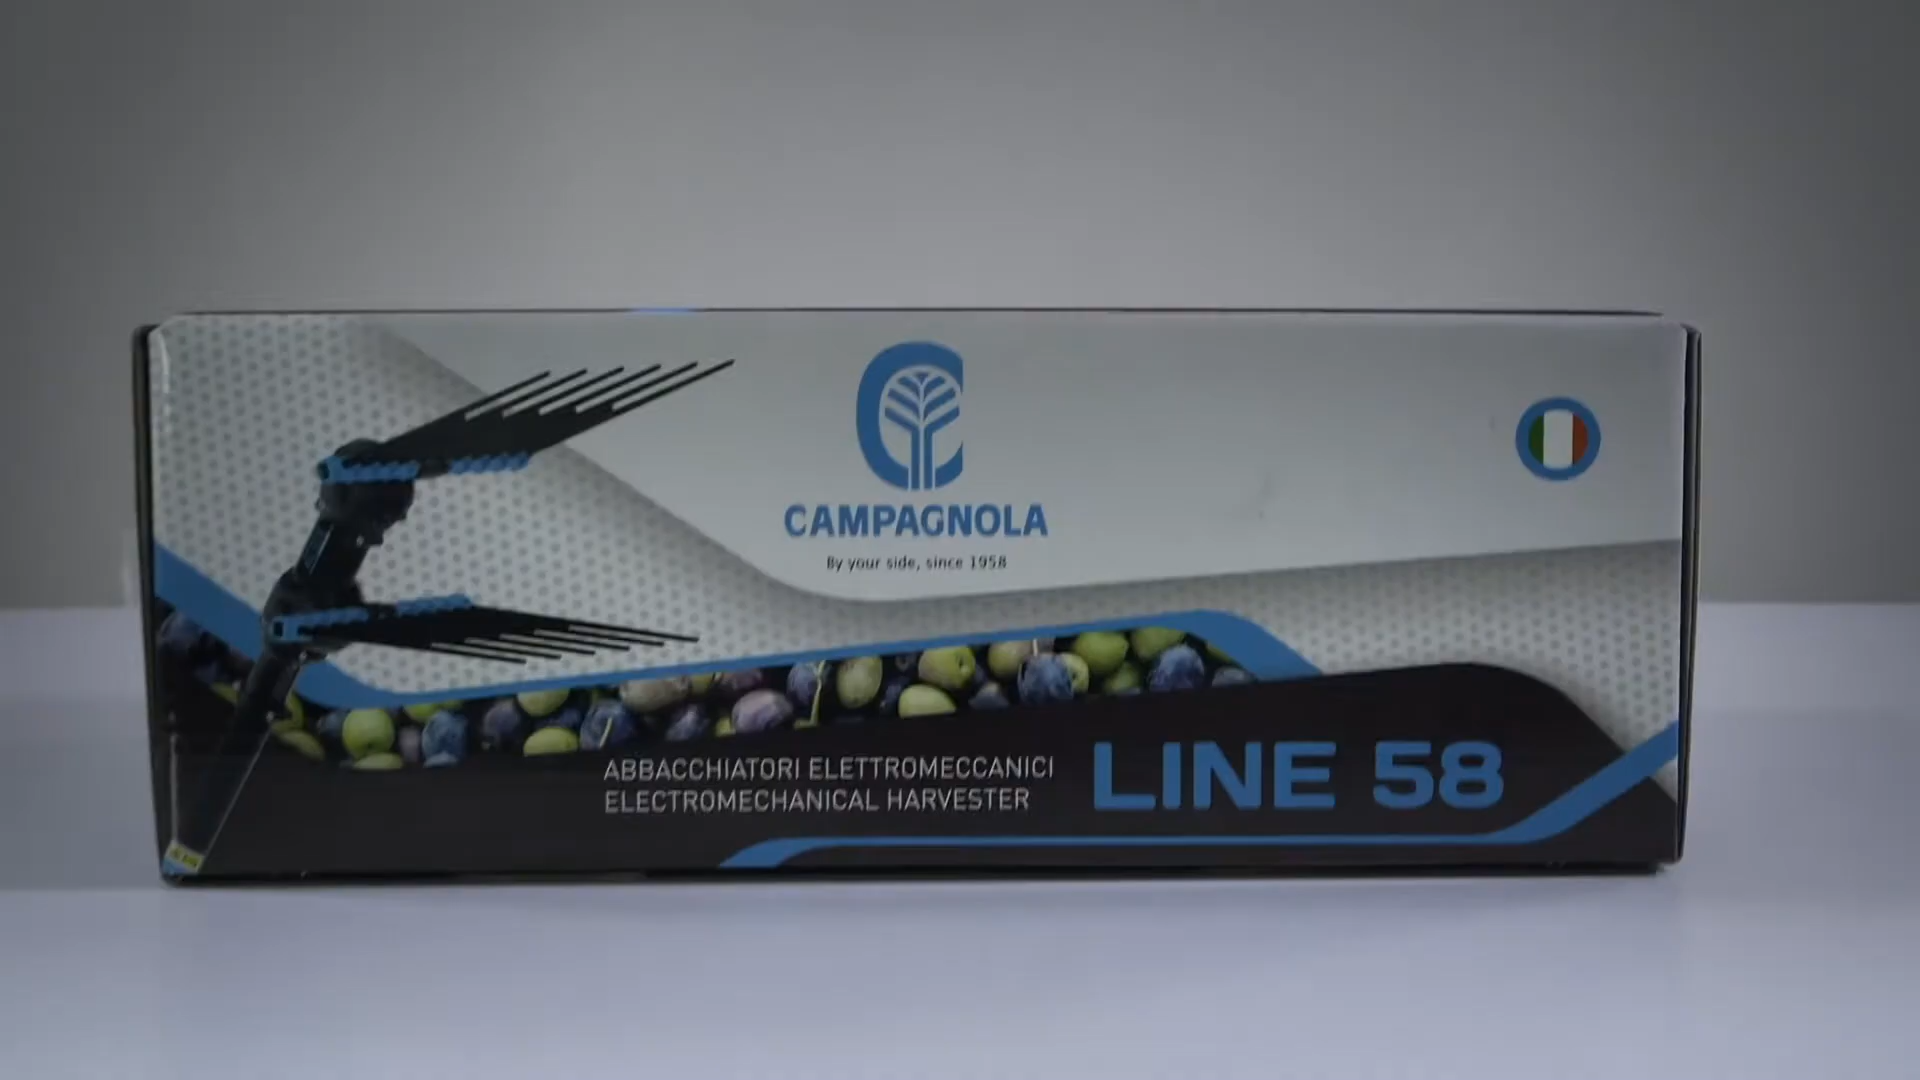 CAMPAGNOLA
By your side, since 1958
ABBACCHIATORI ELETTROMECCANICI
ELECTROMECHANICAL HARVESTER
LINE 58